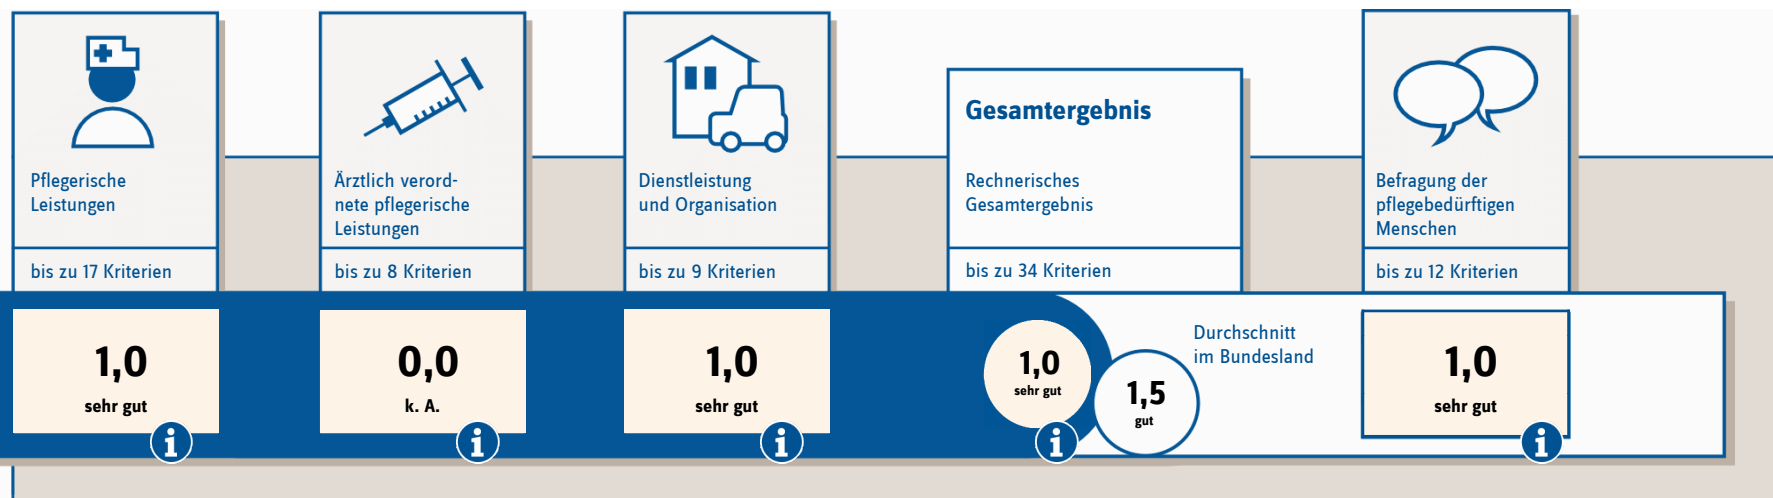 Pflegerische
Leistungen
bis zu 17 Kriterien
1,0
sehr gut
i
Ärztlich verord-
nete pflegerische
Leistungen
bis zu 8 Kriterien
0,0
k. A.
i
Dienstleistung
und Organisation
bis zu 9 Kriterien
1,0
sehr gut
i
Gesamtergebnis
Rechnerisches
Gesamtergebnis
bis zu 34 Kriterien
1,0
sehr gut
i
1,5
gut
Durchschnitt
im Bundesland
Befragung der
pflegebedürftigen
Menschen
bis zu 12 Kriterien
1,0
sehr gut
i